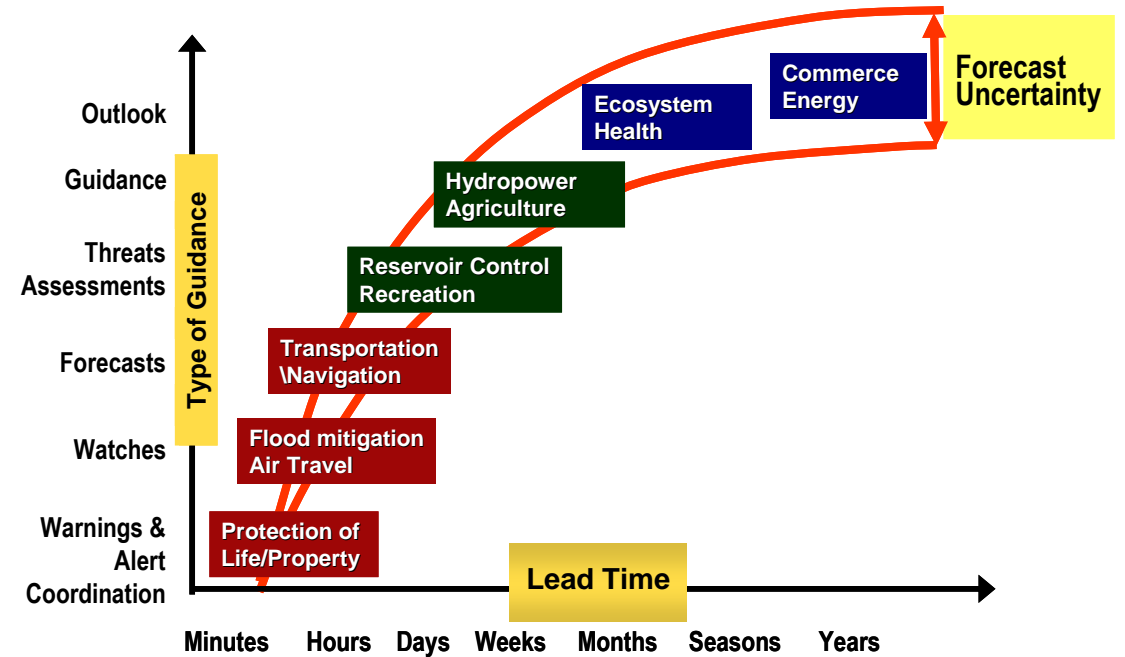 Outlook
Guidance
Threats
Assessments
Forecasts
Watches
Warnings &
Alert
Coordination
Type of Guidance
Commerce
Energy
Forecast
Uncertainty
Ecosystem
Health
Hydropower
Agriculture
Reservoir Control
Recreation
Transportation
\Navigation
Flood mitigation
Air Travel
Protection of
Life/Property
Lead Time
Minutes Hours Days Weeks Months Seasons Years